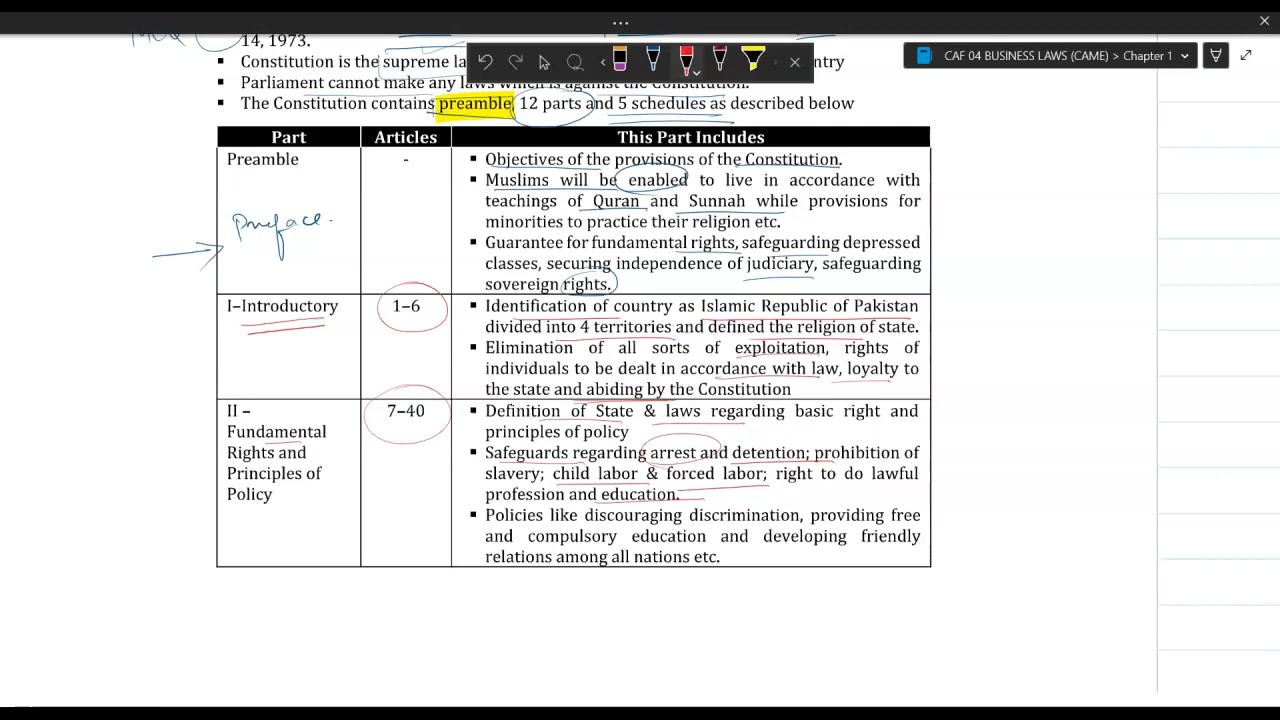 ...
MCQ
14, 1973.
CAF 04 BUSINESS LAWS (CAME) > Chapter 1
▪ Constitution is the supreme la ntry
▪ Parliament cannot make any laws which is against the Constitution.
▪ The Constitution contains preamble, 12 parts and 5 schedules as described below
Part Articles This Part Includes
Preamble - ▪ Objectives of the provisions of the Constitution.
▪ Muslims will be enabled to live in accordance with
teachings of Quran and Sunnah while provisions for
Preface.
minorities to practice their religion etc.
▪ Guarantee for fundamental rights, safeguarding depressed
classes, securing independence of judiciary, safeguarding
sovereign rights.
I–Introductory 1–6 ▪ Identification of country as Islamic Republic of Pakistan
divided into 4 territories and defined the religion of state.
▪ Elimination of all sorts of exploitation, rights of
individuals to be dealt in accordance with law, loyalty to
the state and abiding by the Constitution
II – 7–40 ▪ Definition of State & laws regarding basic right and
Fundamental principles of policy
Rights and ▪ Safeguards regarding arrest and detention; prohibition of
Principles of slavery; child labor & forced labor; right to do lawful
Policy profession and education.
▪ Policies like discouraging discrimination, providing free
and compulsory education and developing friendly
relations among all nations etc.